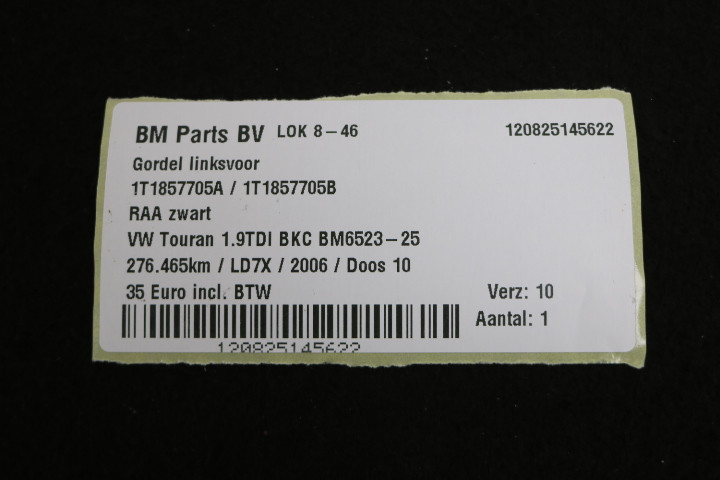 BM Parts BV LOK 8-46 120825145622
Gordel linksvoor
1T1857705A / 1T1857705B
RAA zwart
VW Touran 1.9TDI BKC BM6523-25
276.465km / LD7X / 2006 / Doos 10
35 Euro incl. BTW Verz: 10
Aantal: 1
120825145622